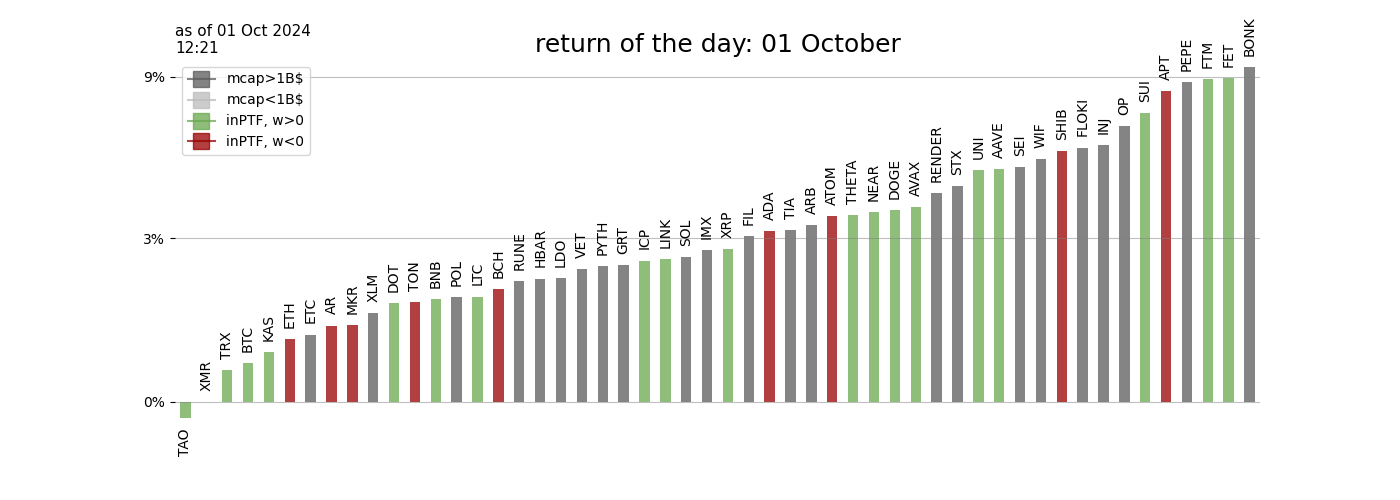 as of 01 Oct 2024
12:21
return of the day: 01 October
mcap>1B$
mcap<1B$
inPTF, w>0
inPTF, w<0
9%
3%
0%
TAO
XMR
TRX
BTC
KAS
ETH
ETC
AR
MKR
XLM
DOT
TON
BNB
POL
LTC
BCH
RUNE
HBAR
LDO
VET
PYTH
GRT
ICP
LINK
SOL
IMX
XRP
FIL
ADA
TIA
ARB
ATOM
THETA
NEAR
DOGE
AVAX
RENDER
STX
UNI
AAVE
SEI
WIF
SHIB
FLOKI
INJ
OP
SUI
APT
PEPE
FTM
FET
BONK